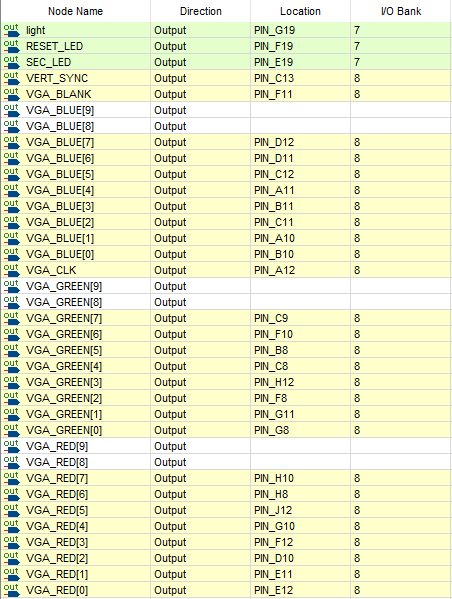 Node Name Direction Location I/O Bank
out light Output PIN_G19 7
out RESET_LED Output PIN_F19 7
out SEC_LED Output PIN_E19 7
out VERT_SYNC Output PIN_C13 8
out VGA_BLANK Output PIN_F11 8
out VGA_BLUE[9] Output
out VGA_BLUE[8] Output
out VGA_BLUE[7] Output PIN_D12 8
out VGA_BLUE[6] Output PIN_D11 8
out VGA_BLUE[5] Output PIN_C12 8
out VGA_BLUE[4] Output PIN_A11 8
out VGA_BLUE[3] Output PIN_B11 8
out VGA_BLUE[2] Output PIN_C11 8
out VGA_BLUE[1] Output PIN_A10 8
out VGA_BLUE[0] Output PIN_B10 8
out VGA_CLK Output PIN_A12 8
out VGA_GREEN[9] Output
out VGA_GREEN[8] Output
out VGA_GREEN[7] Output PIN_C9 8
out VGA_GREEN[6] Output PIN_F10 8
out VGA_GREEN[5] Output PIN_B8 8
out VGA_GREEN[4] Output PIN_C8 8
out VGA_GREEN[3] Output PIN_H12 8
out VGA_GREEN[2] Output PIN_F8 8
out VGA_GREEN[1] Output PIN_G11 8
out VGA_GREEN[0] Output PIN_G8 8
out VGA_RED[9] Output
out VGA_RED[8] Output
out VGA_RED[7] Output PIN_H10 8
out VGA_RED[6] Output PIN_H8 8
out VGA_RED[5] Output PIN_J12 8
out VGA_RED[4] Output PIN_G10 8
out VGA_RED[3] Output PIN_F12 8
out VGA_RED[2] Output PIN_D10 8
out VGA_RED[1] Output PIN_E11 8
out VGA_RED[0] Output PIN_E12 8